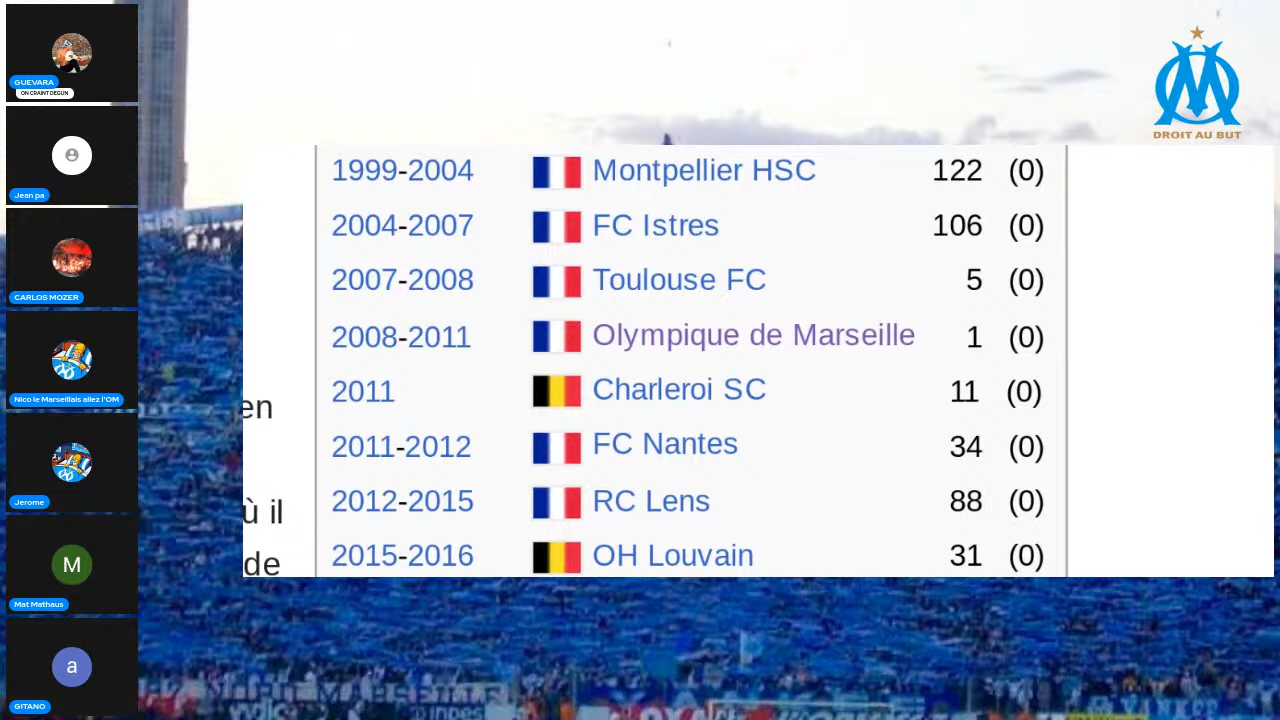 GUEVARA
ON CRAINT DEGUN
Jean pa
CARLOS MOZER
Nico le Marseillais allez l'OM
Jerome
M
Mat Mathaus
a
GITANO
DROIT AU BUT
en
ù il
de
1999-2004 Montpellier HSC 122 (0)
2004-2007 FC Istres 106 (0)
2007-2008 Toulouse FC 5 (0)
2008-2011 Olympique de Marseille 1 (0)
2011 Charleroi SC 11 (0)
2011-2012 FC Nantes 34 (0)
2012-2015 RC Lens 88 (0)
2015-2016 OH Louvain 31 (0)
MARSEILLE